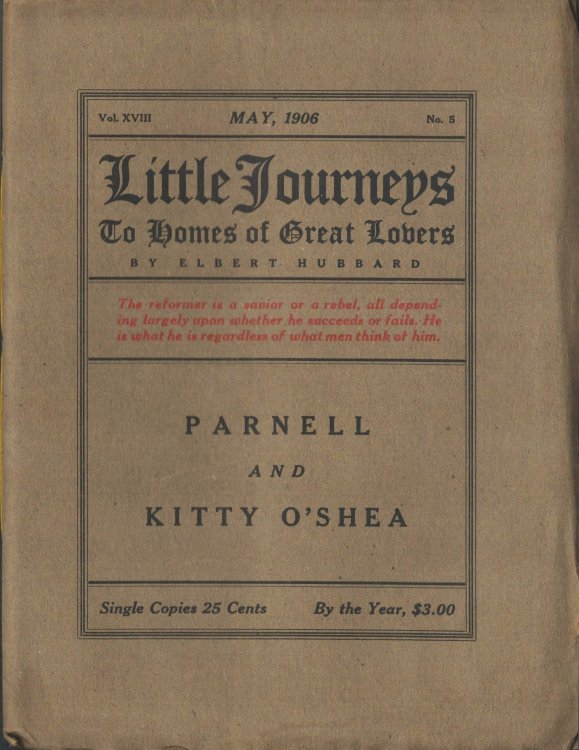 Vol. XVIII MAY, 1906 No. 5
Little Journeys
To Homes of Great Lovers
BY ELBERT HUBBARD
The reformer is a savior or a rebel, all depend-
ing largely upon whether he succeeds or fails. He
is what he is regardless of what men think of him.
PARNELL
AND
KITTY O'SHEA
Single Copies 25 Cents By the Year, $3.00